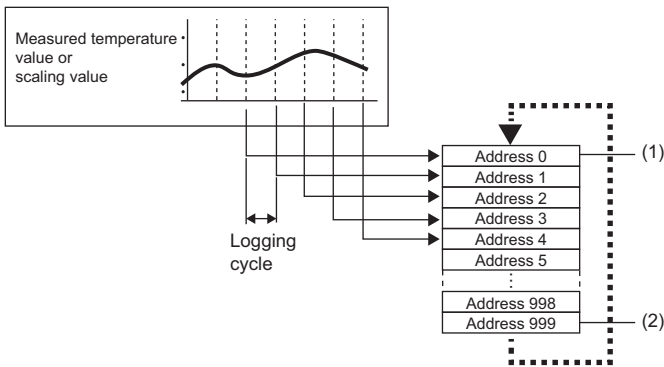 Measured temperature
value or
scaling value
Logging
cycle
Address 0
Address 1
Address 2
Address 3
Address 4
Address 5
Address 998
Address 999
(1)
(2)